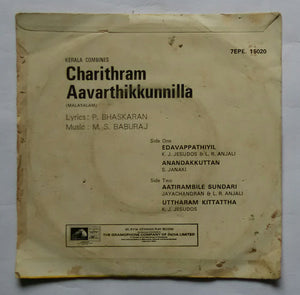 KERALA COMBINES
7EPE. 15020
Charithram
Aavarthikkunnilla
(MALAYALAM)
Lyrics: P. BHASKARAN
Music: M. S. BABURAJ
Side One
EDAVAPPATHIYIL
K. J. JESUDOS & L. R. ANJALI
ANANDAKKUTTAN
S. JANAKI
Side Two
AATIRAMBILE SUNDARI
JAYACHANDRAN & L. R. ANJALI
UTTHARAM KITTATTHA
K. J. JESUDOS
THE GRAMOPHONE COMPANY OF INDIA LIMITED